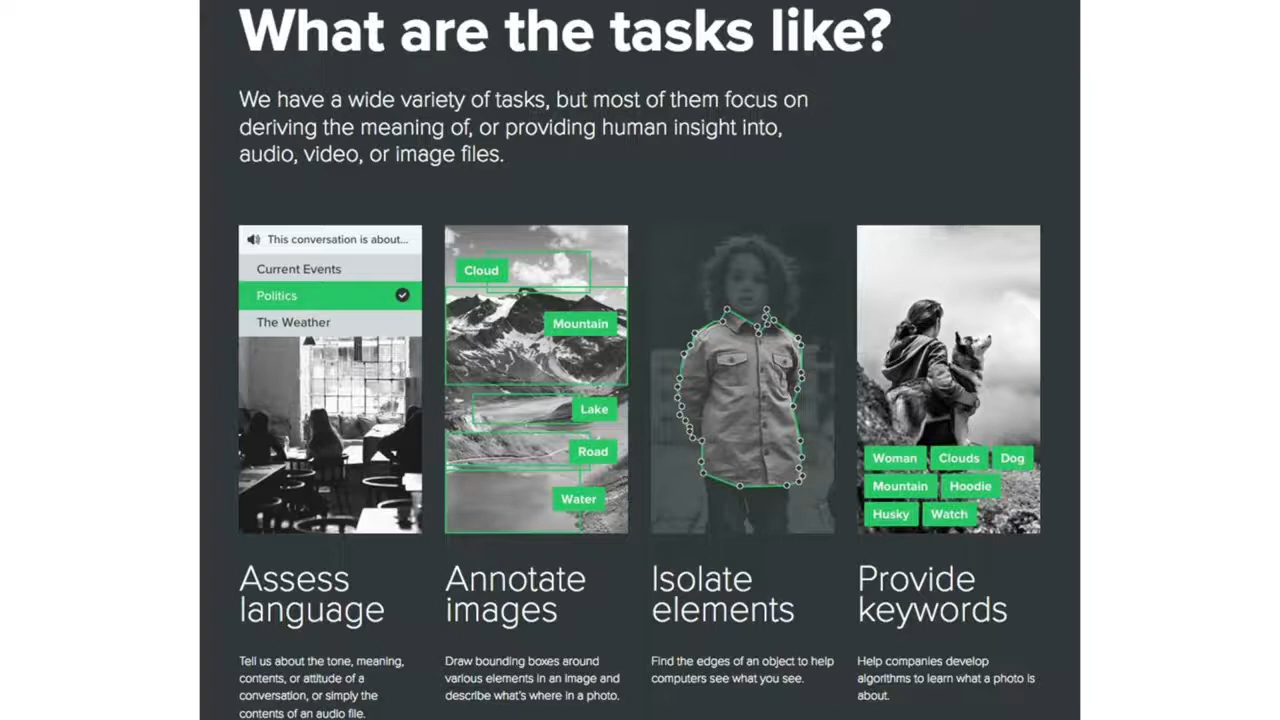 What are the tasks like?
We have a wide variety of tasks, but most of them focus on
deriving the meaning of, or providing human insight into,
audio, video, or image files.
This conversation is about...
Current Events
Politics
The Weather
Cloud
Mountain
Lake
Road
Water
Woman Clouds Dog
Mountain Hoodie
Husky Watch
Assess
language
Tell us about the tone, meaning,
contents, or attitude of a
conversation, or simply the
contents of an audio file.
Annotate
images
Draw bounding boxes around
various elements in an image and
describe what's where in a photo.
Isolate
elements
Find the edges of an object to help
computers see what you see.
Provide
keywords
Help companies develop
algorithms to learn what a photo is
about.